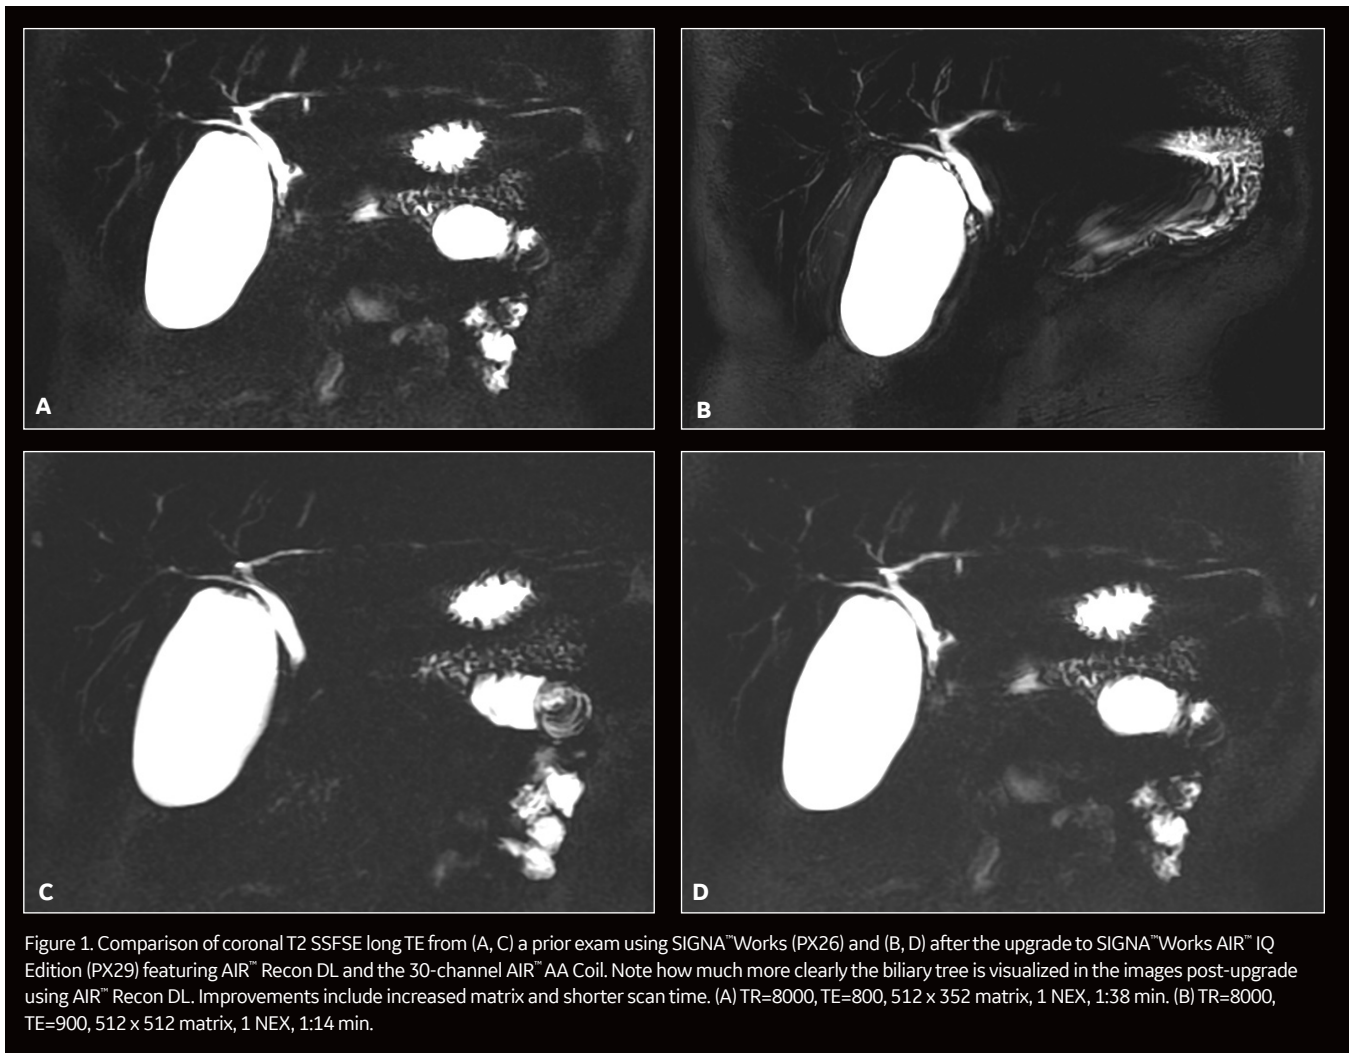 A
B
C
D
Figure 1. Comparison of coronal T2 SSFSE long TE from (A, C) a prior exam using SIGNA™Works (PX26) and (B, D) after the upgrade to SIGNA™Works AIR™ IQ
Edition (PX29) featuring AIR™ Recon DL and the 30-channel AIR™ AA Coil. Note how much more clearly the biliary tree is visualized in the images post-upgrade
using AIR™ Recon DL. Improvements include increased matrix and shorter scan time. (A) TR=8000, TE=800, 512 x 352 matrix, 1 NEX, 1:38 min. (B) TR=8000,
TE=900, 512 x 512 matrix, 1 NEX, 1:14 min.